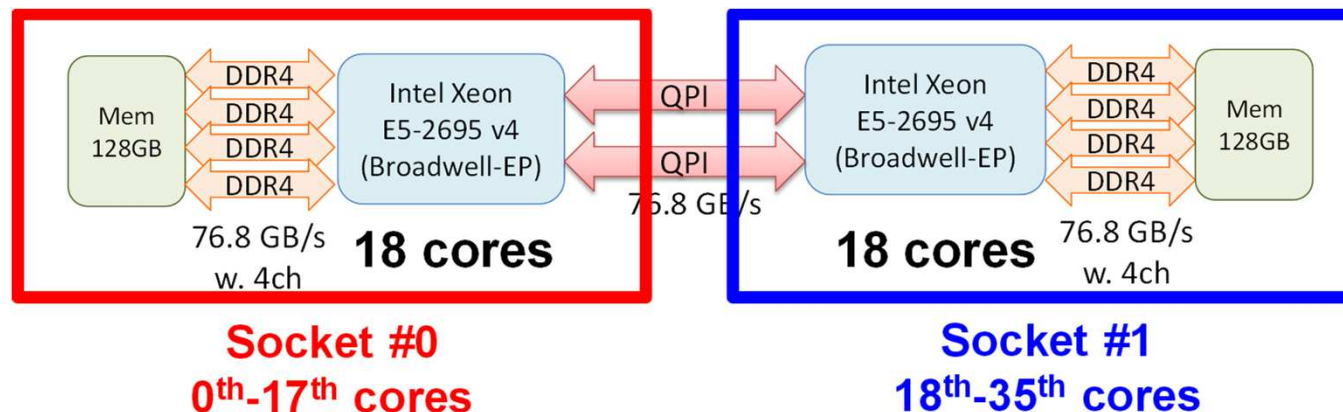 Mem
128GB
DDR4
DDR4
DDR4
DDR4
76.8 GB/s
w. 4ch
Intel Xeon
E5-2695 v4
(Broadwell-EP)
18 cores
QPI
QPI
76.8 GB/s
Intel Xeon
E5-2695 v4
(Broadwell-EP)
18 cores
DDR4
DDR4
DDR4
DDR4
76.8 GB/s
w. 4ch
Mem
128GB
Socket #0
0th-17th cores
Socket #1
18th-35th cores